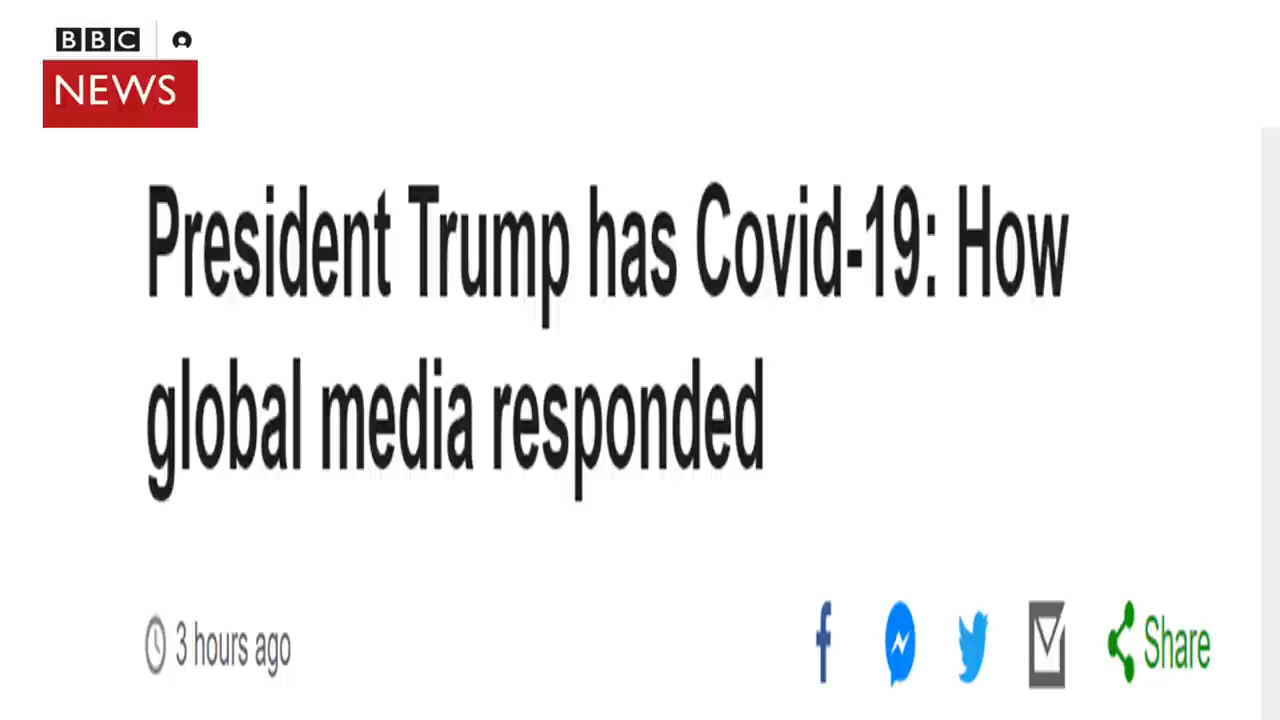 BBC
NEWS
President Trump has Covid-19: How
global media responded
3 hours ago
Share